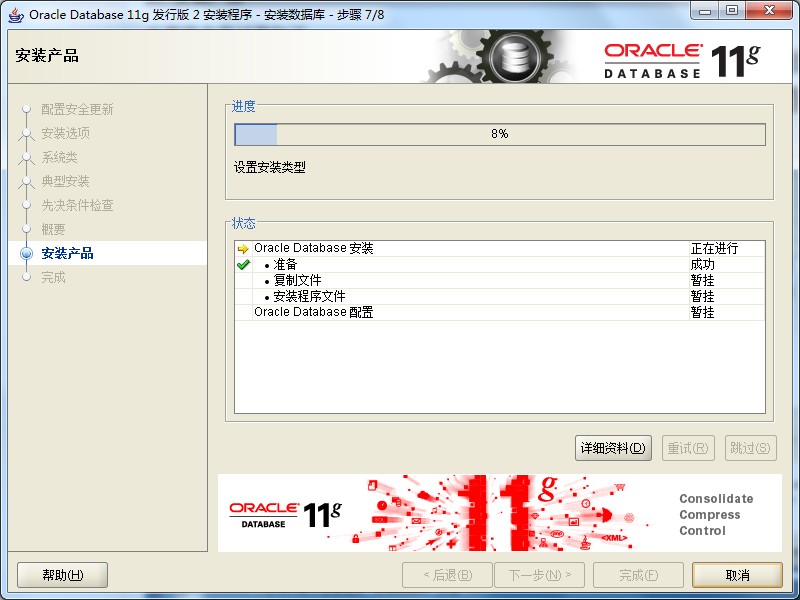 Oracle Database 11g 发行版 2 安装程序 - 安装数据库 - 步骤 7/8
安装产品
ORACLE
DATABASE 11g
配置安全更新
安装选项
系统类
典型安装
先决条件检查
概要
安装产品
完成
进度
8%
设置安装类型
状态
Oracle Database 安装 正在进行
• 准备 成功
• 复制文件 暂挂
• 安装程序文件 暂挂
Oracle Database 配置 暂挂
详细资料(D) 重试(R) 跳过(S)
ORACLE
DATABASE 11g
11g
<XML>
Consolidate
Compress
Control
帮助(H) < 后退(B) 下一步(N) > 完成(F) 取消